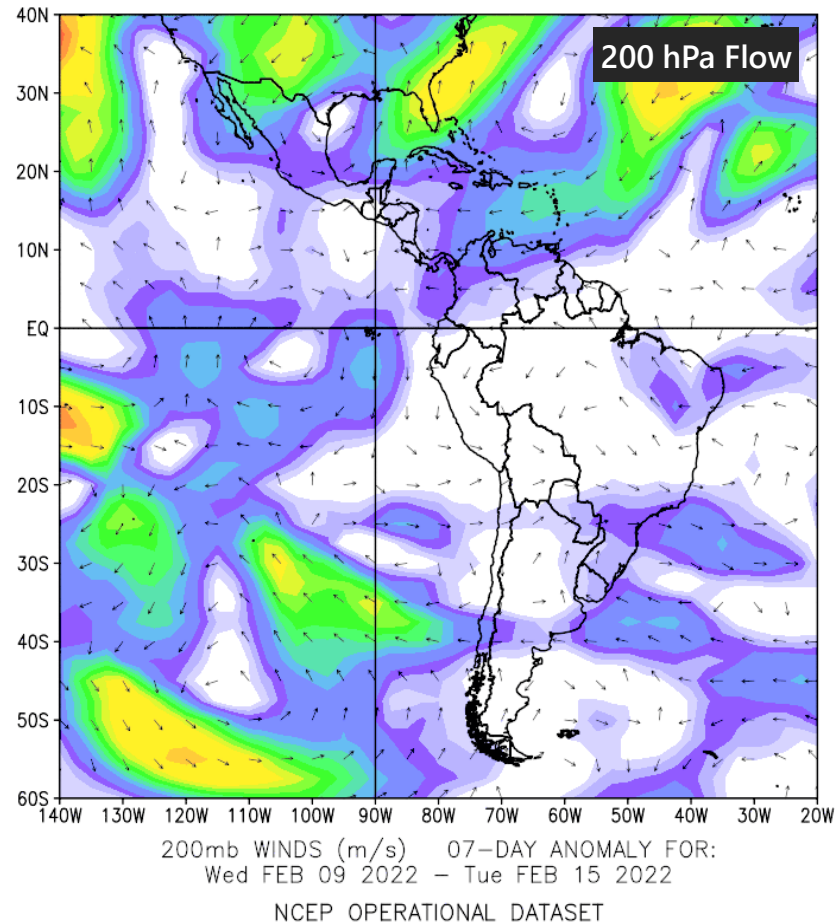 200 hPa Flow
40N
30N
20N
10N
EQ
10S
20S
30S
40S
50S
60S
140W 130W 120W 110W 100W 90W 80W 70W 60W 50W 40W 30W 20W
200mb WINDS (m/s) 07-DAY ANOMALY FOR:
Wed FEB 09 2022 - Tue FEB 15 2022
NCEP OPERATIONAL DATASET